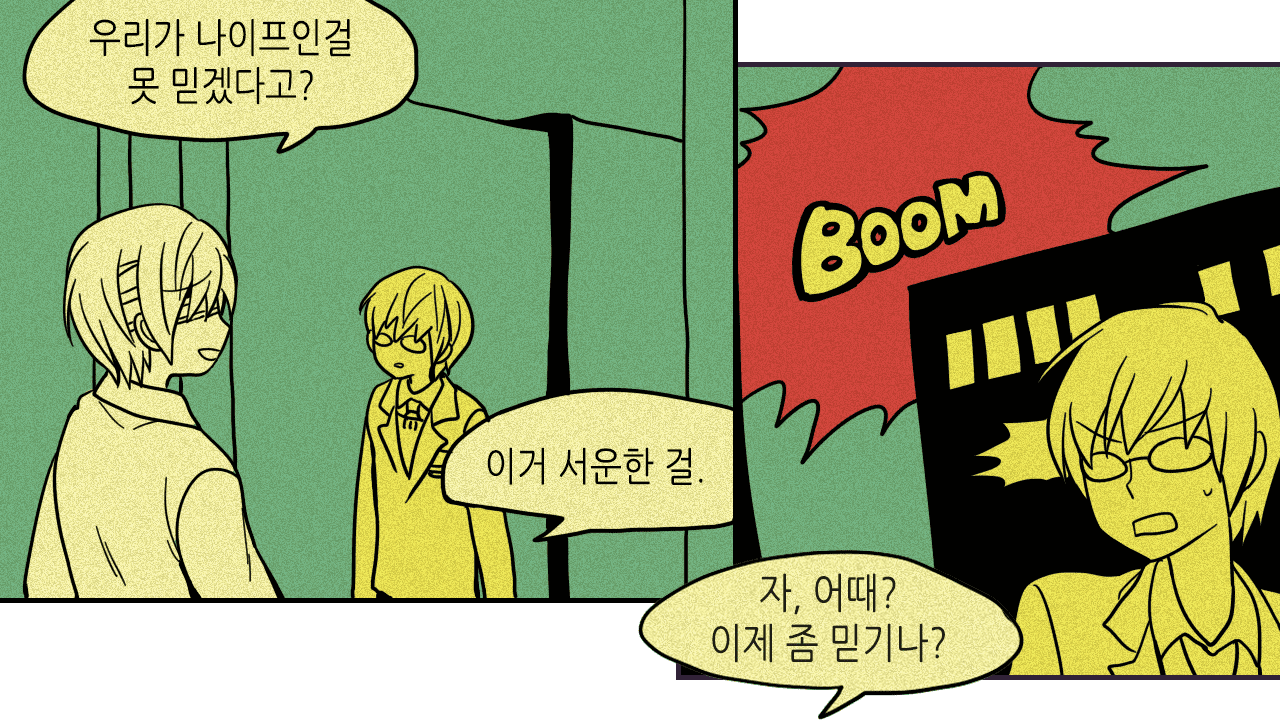 우리가 나이프인걸
못 믿겠다고?
이거 서운한 걸.
BOOM
자, 어때?
이제 좀 믿기나?